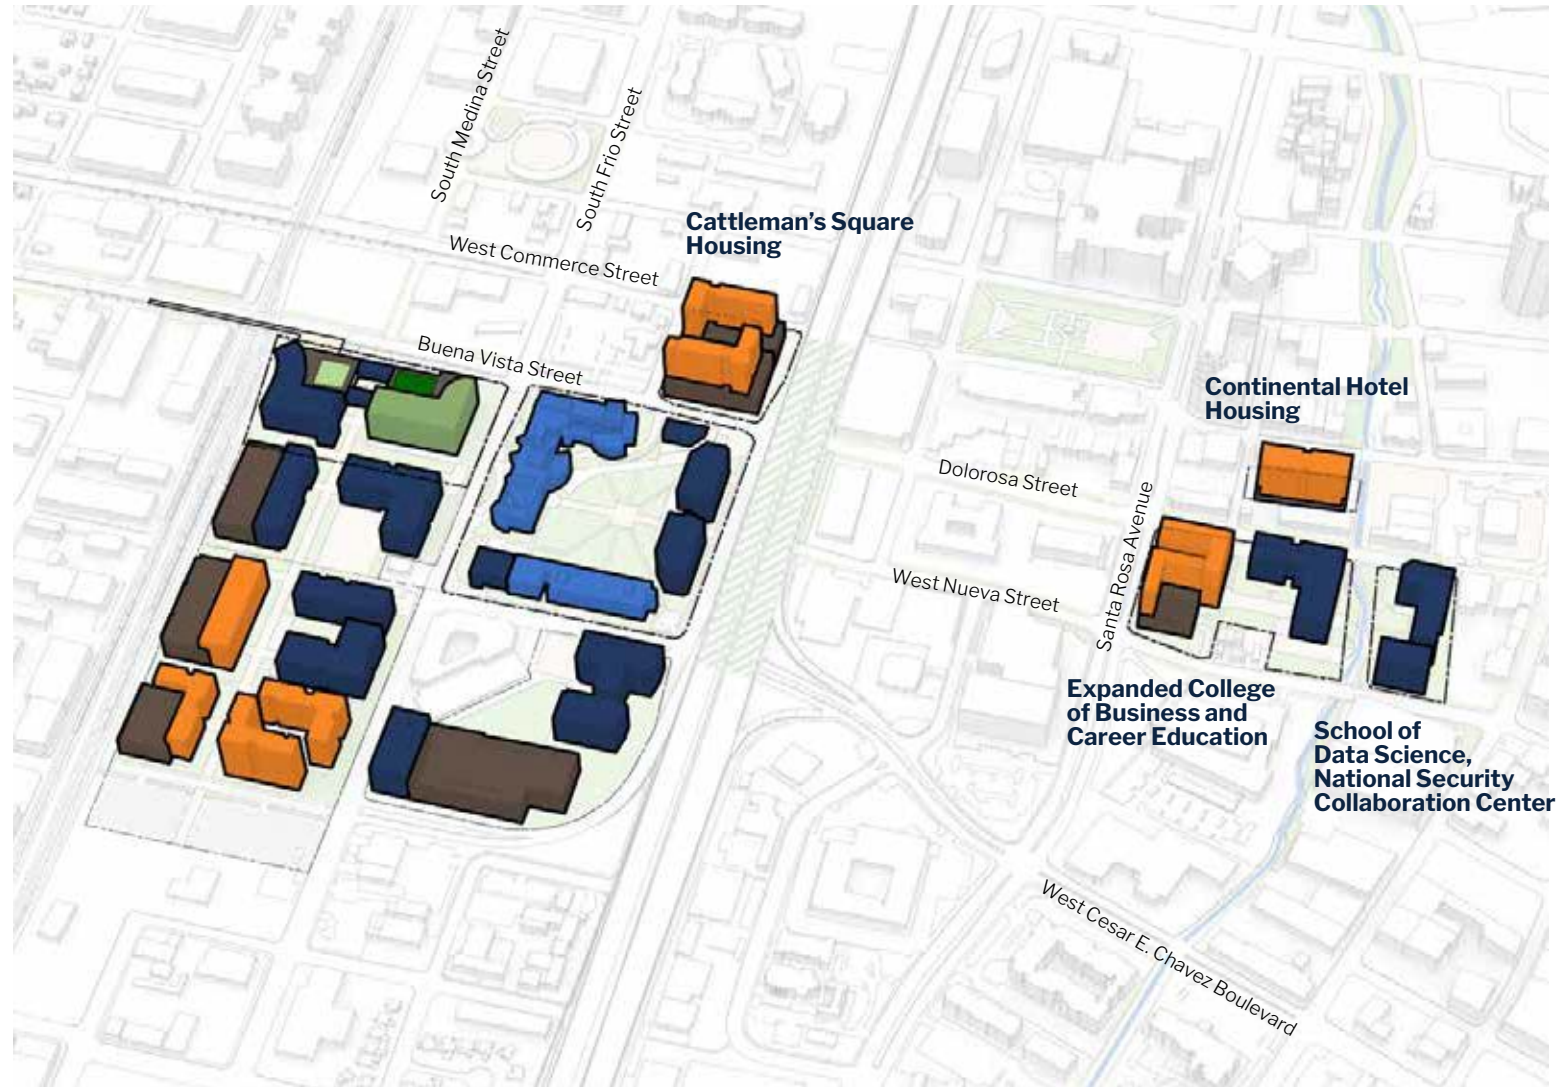 South Medina Street
South Frio Street
Cattleman’s Square
Housing
West Commerce Street
Buena Vista Street
Continental Hotel
Housing
Dolorosa Street
Santa Rosa Avenue
West Nueva Street
Expanded College
of Business and
Career Education
School of
Data Science,
National Security
Collaboration Center
West Cesar E. Chavez Boulevard